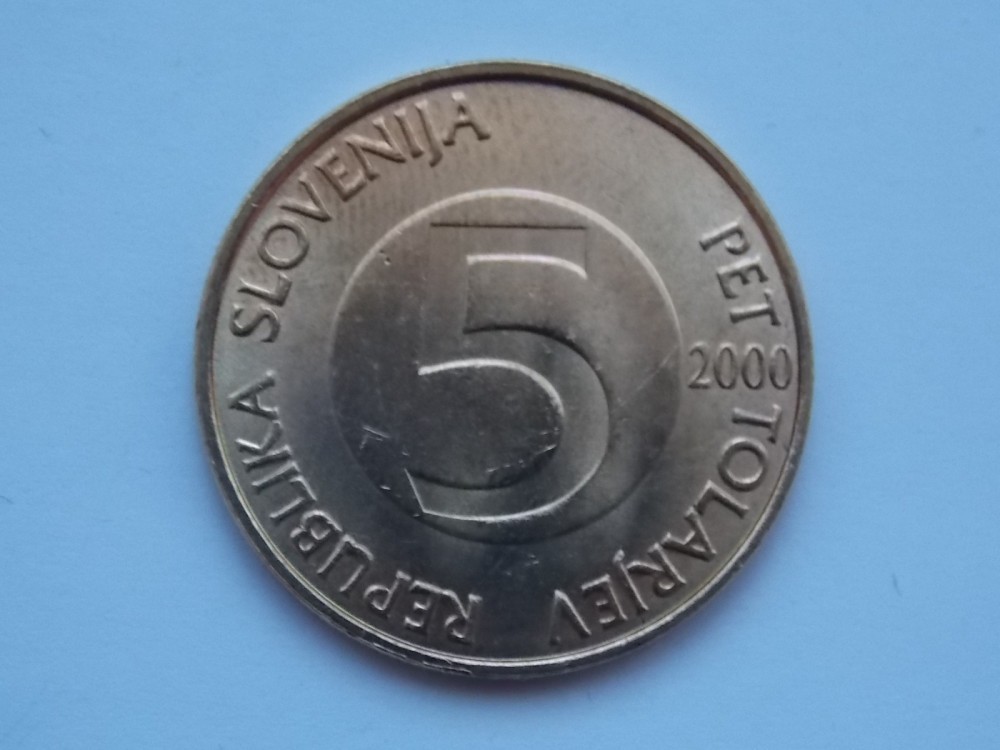 REPUBLIKA SLOVENIJA
5
PET TOLARJEV
2000